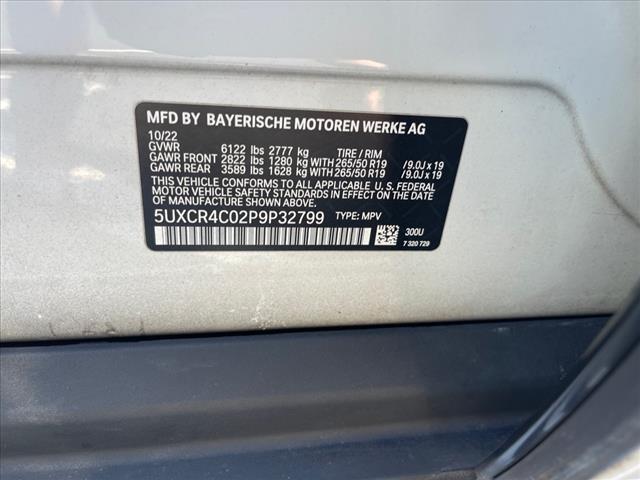 MFD BY BAYERISCHE MOTOREN WERKE AG
10/22
GVWR 6122 lbs 2777 kg TIRE / RIM
GAWR FRONT 2822 lbs 1280 kg WITH 265/50 R19 /9.0J x 19
GAWR REAR 3589 lbs 1628 kg WITH 265/50 R19 /9.0J x 19
THIS VEHICLE CONFORMS TO ALL APPLICABLE U.S. FEDERAL
MOTOR VEHICLE SAFETY STANDARDS IN EFFECT ON THE DATE
OF MANUFACTURE SHOWN ABOVE.
5UXCR4C02P9P32799 TYPE: MPV
300U
7 320 729